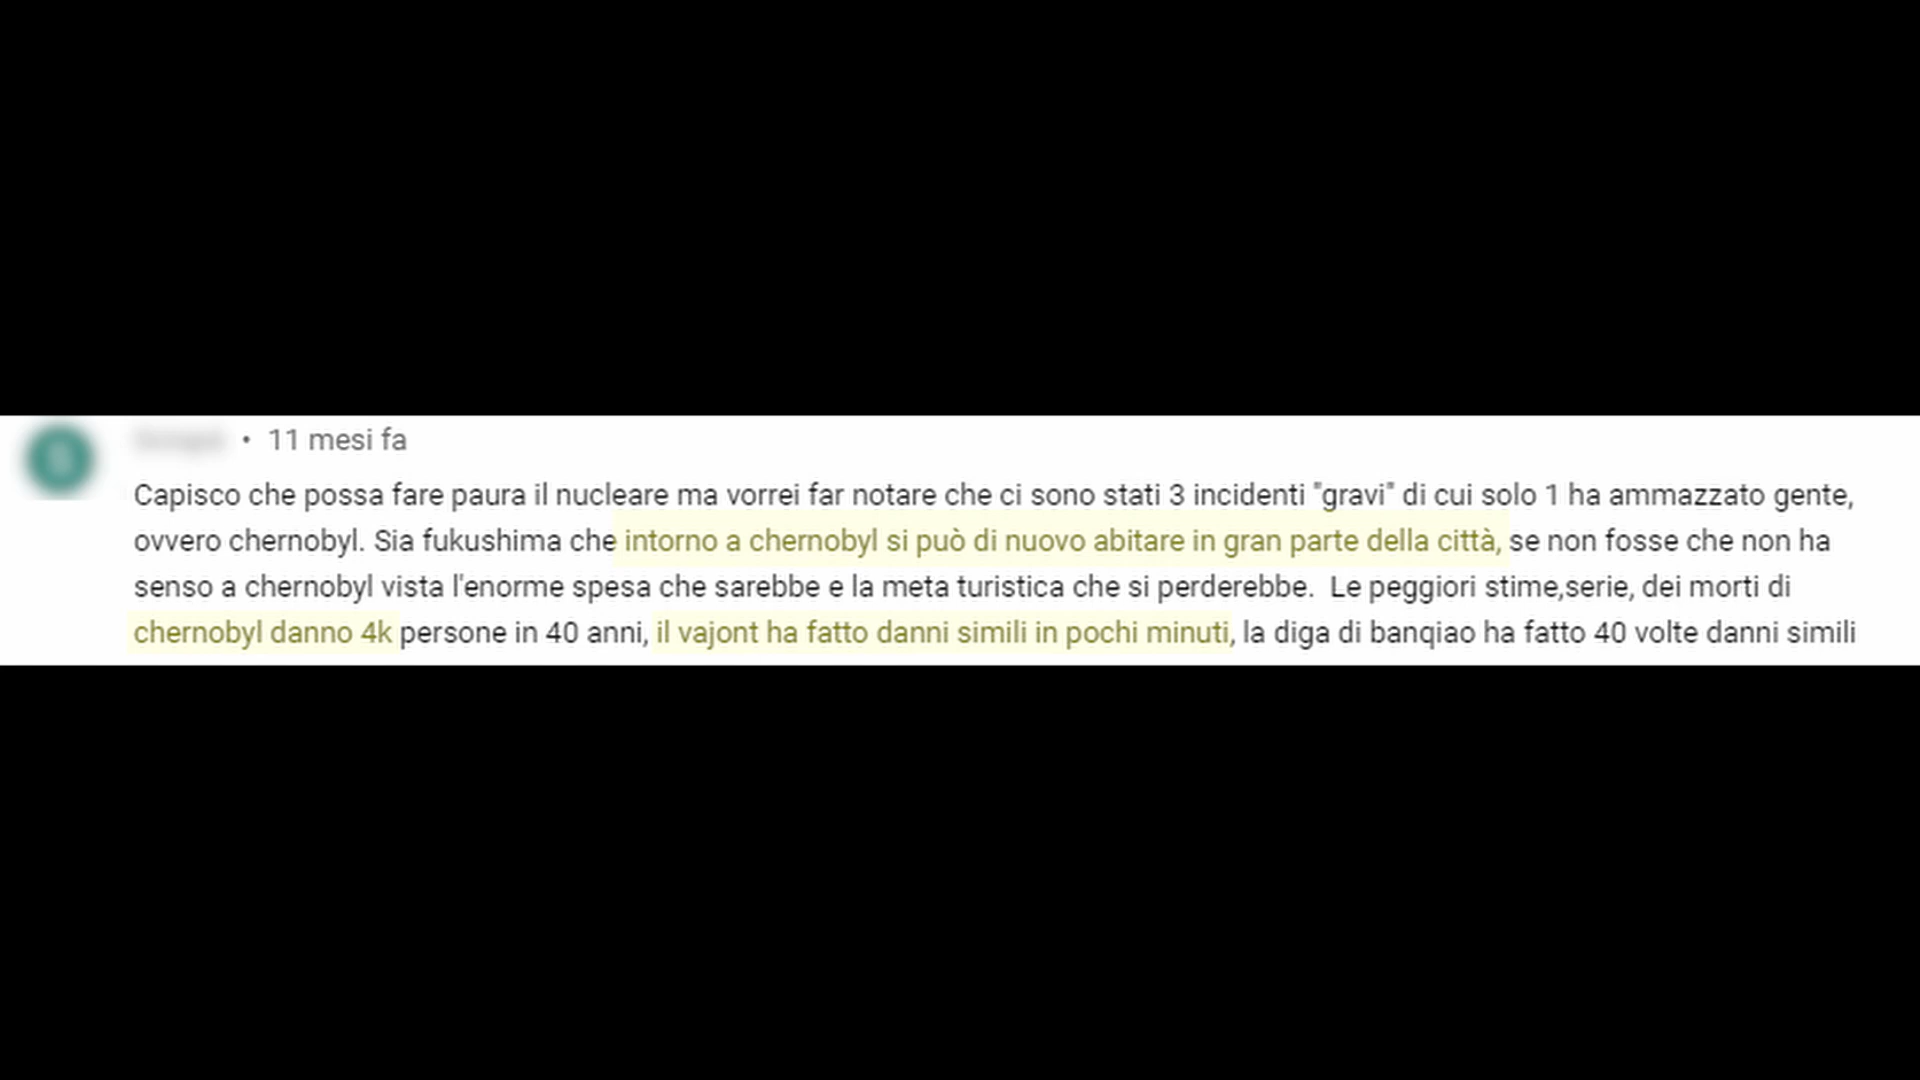 • 11 mesi fa
Capisco che possa fare paura il nucleare ma vorrei far notare che ci sono stati 3 incidenti "gravi" di cui solo 1 ha ammazzato gente,
ovvero chernobyl. Sia fukushima che intorno a chernobyl si può di nuovo abitare in gran parte della città, se non fosse che non ha
senso a chernobyl vista l'enorme spesa che sarebbe e la meta turistica che si perderebbe.  Le peggiori stime,serie, dei morti di
chernobyl danno 4k persone in 40 anni, il vajont ha fatto danni simili in pochi minuti, la diga di banqiao ha fatto 40 volte danni simili